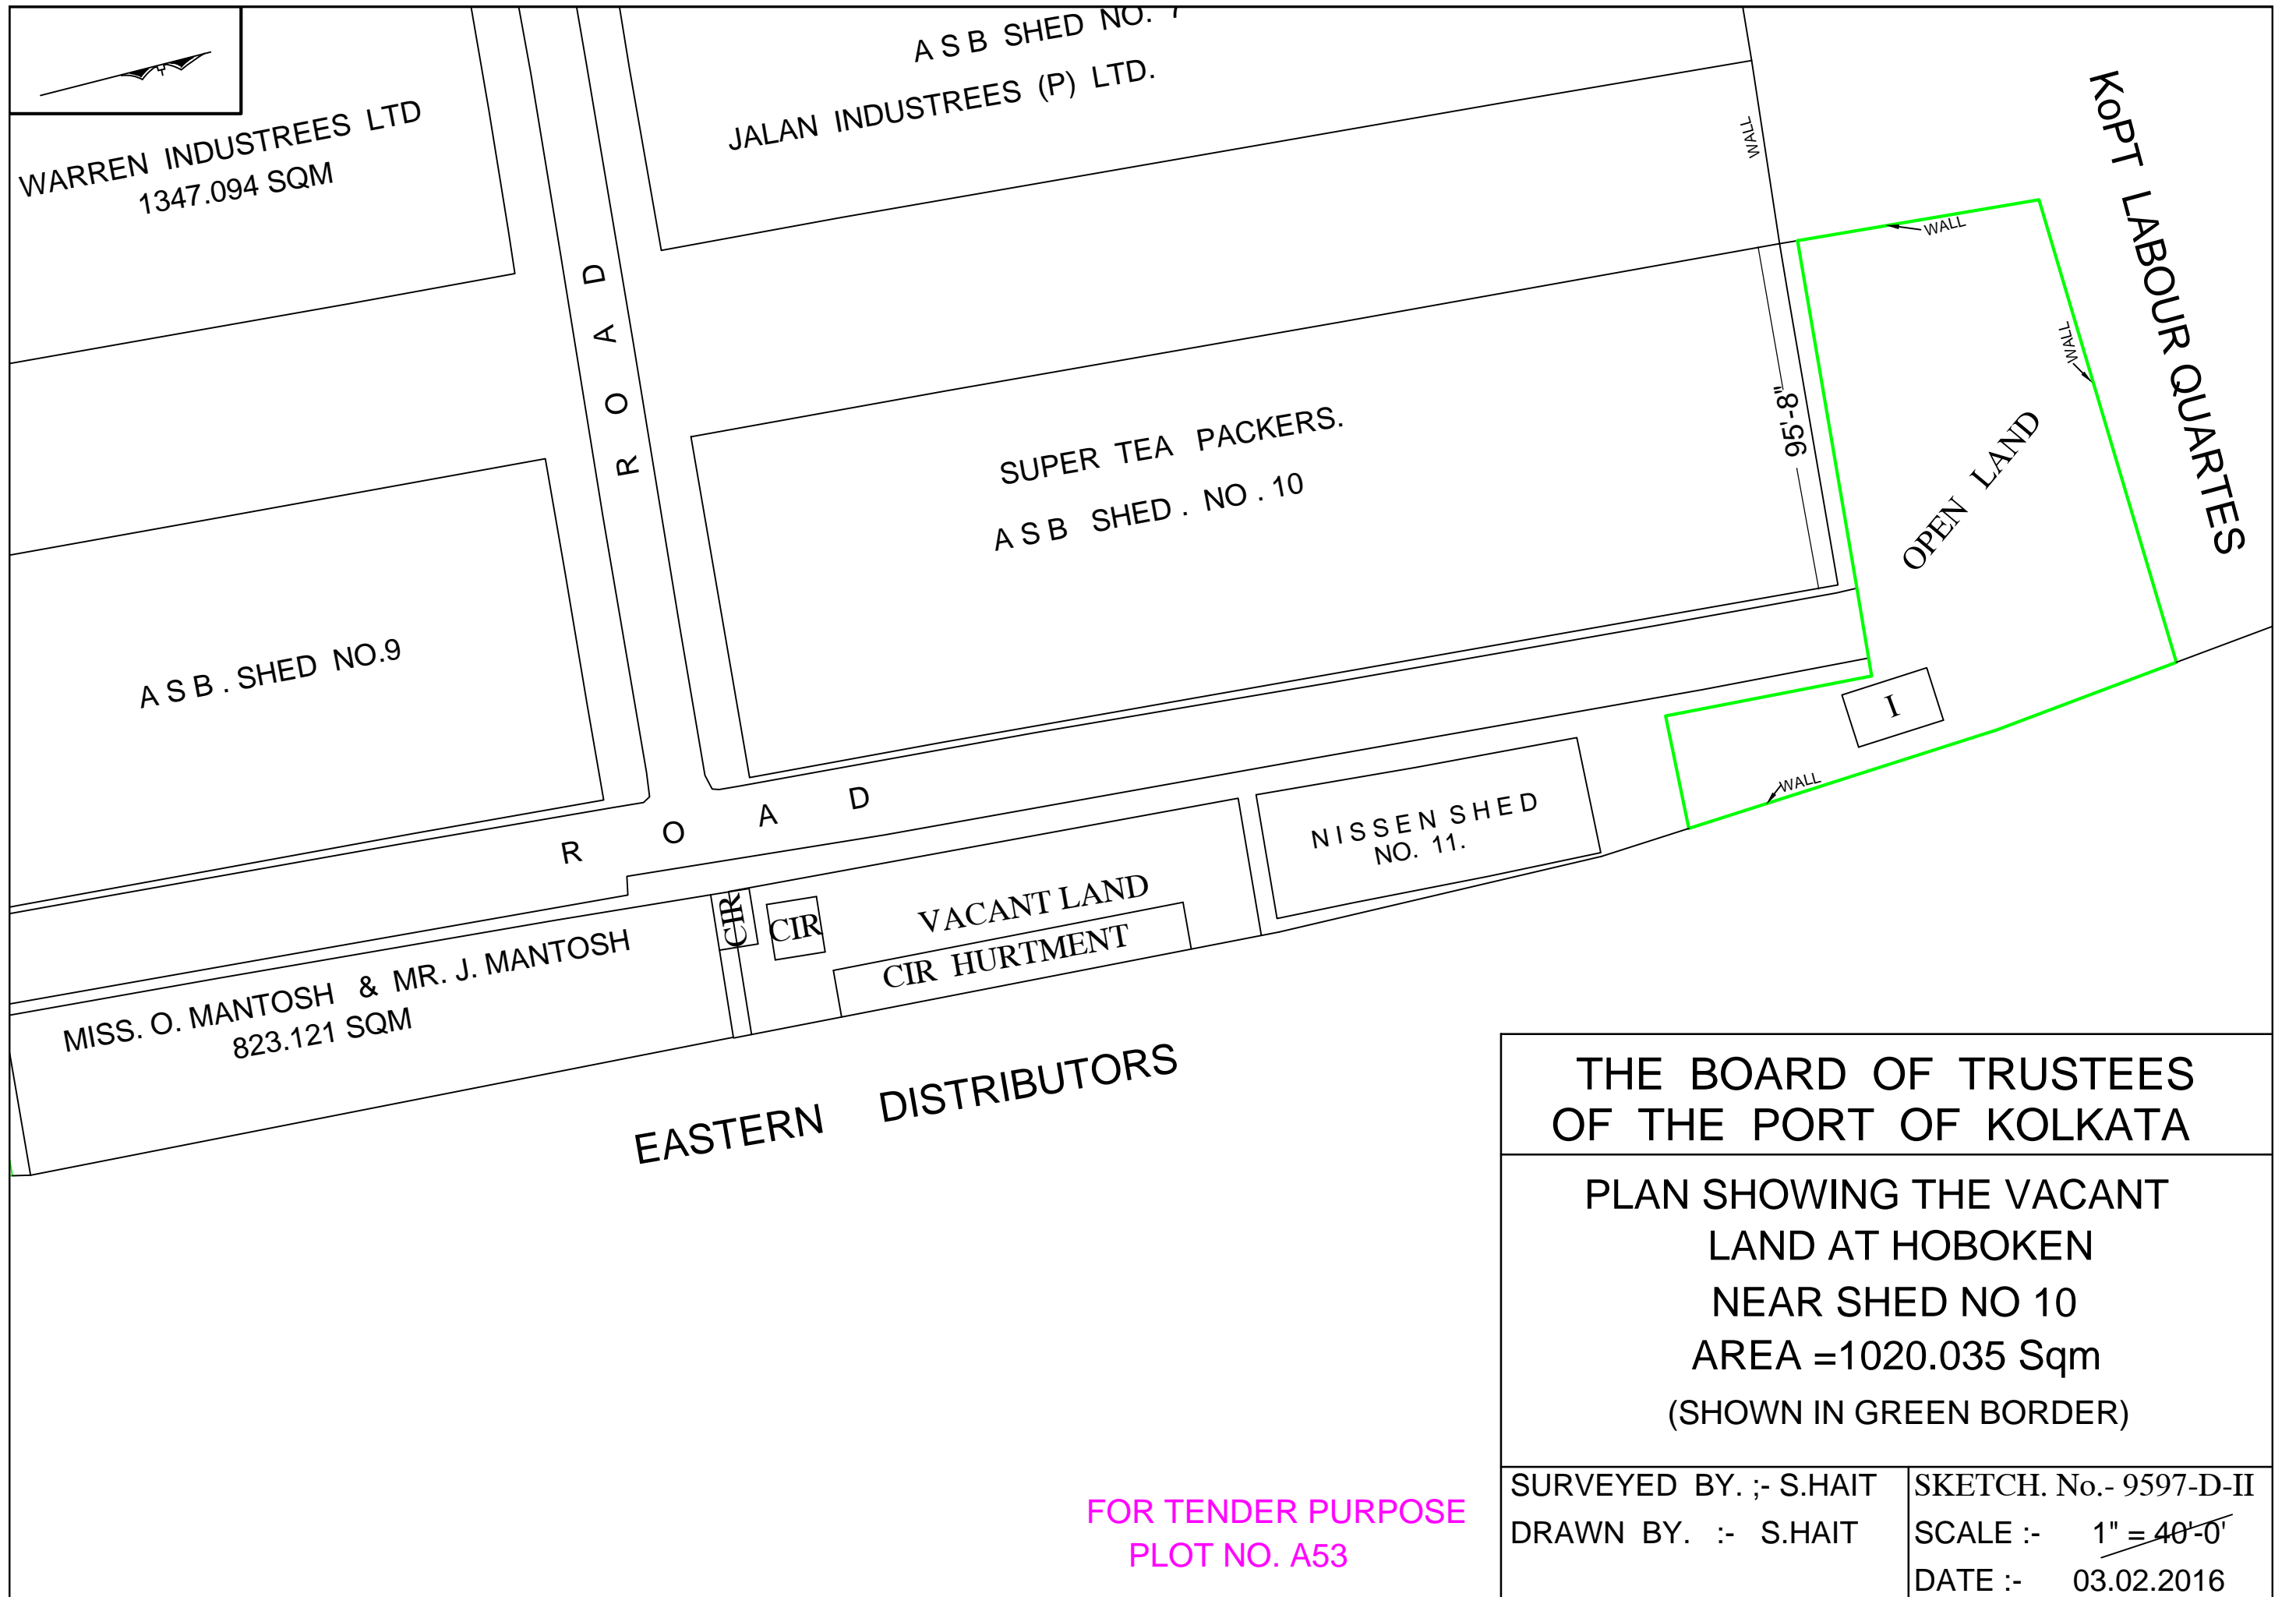 A S B SHED NO. 7
JALAN INDUSTREES (P) LTD.
WARREN INDUSTREES LTD
1347.094 SQM
WALL
KoPT LABOUR QUARTES
WALL
WALL
R O A D
95'-8"
OPEN LAND
SUPER TEA PACKERS.
A S B SHED . NO . 10
A S B . SHED NO.9
I
WALL
R O A D
N I S S E N S H E D
NO. 11.
CIR
CIR
VACANT LAND
CIR HURTMENT
MISS. O. MANTOSH & MR. J. MANTOSH
823.121 SQM
EASTERN DISTRIBUTORS
THE BOARD OF TRUSTEES
OF THE PORT OF KOLKATA
PLAN SHOWING THE VACANT
LAND AT HOBOKEN
NEAR SHED NO 10
AREA =1020.035 Sqm
(SHOWN IN GREEN BORDER)
SURVEYED BY. ;- S.HAIT
DRAWN BY. :- S.HAIT
SKETCH. No.- 9597-D-II
SCALE :- 1" = 40'-0'
DATE :- 03.02.2016
FOR TENDER PURPOSE
PLOT NO. A53